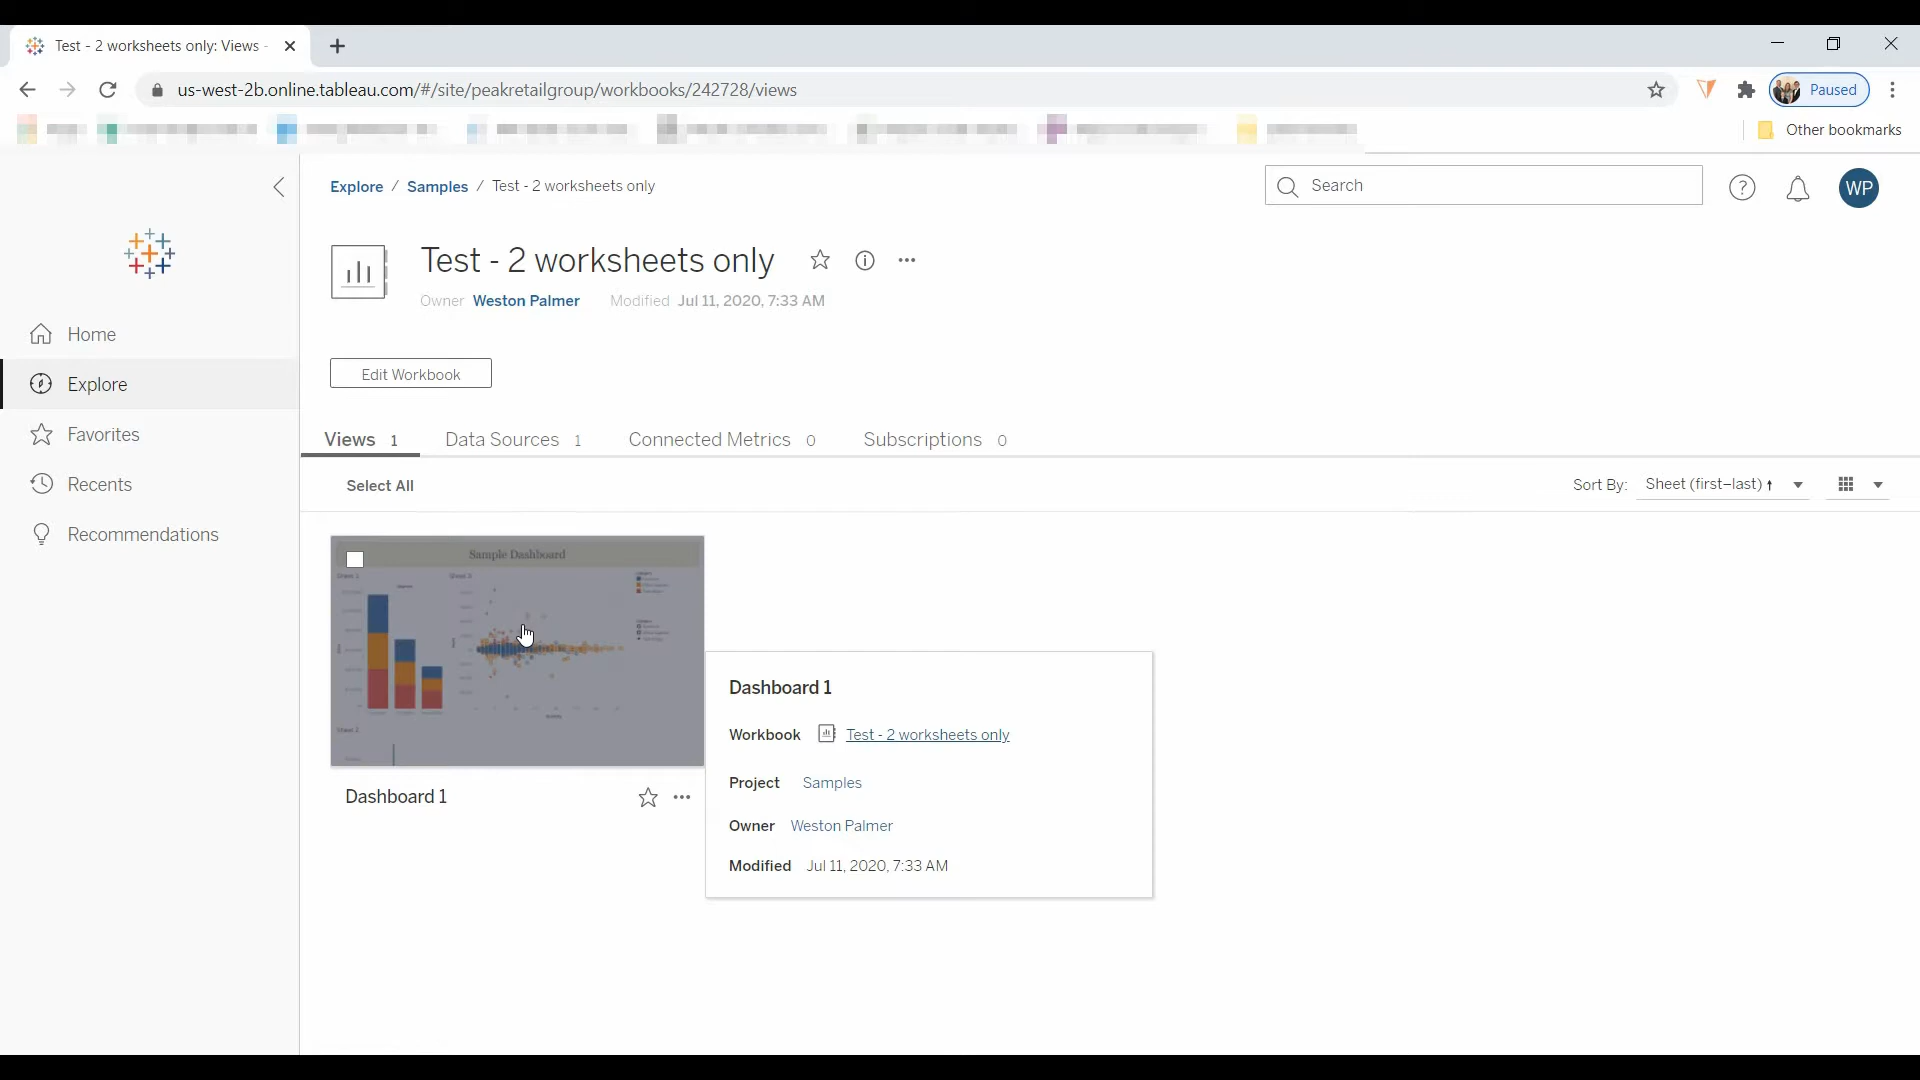 Test - 2 worksheets only: Views -
us-west-2b.online.tableau.com/#/site/peakretailgroup/workbooks/242728/views
Paused
Other bookmarks
Explore / Samples / Test - 2 worksheets only
Search
WP
Test - 2 worksheets only
Owner Weston Palmer Modified Jul 11, 2020, 7:33 AM
Home
Explore
Favorites
Recents
Recommendations
Edit Workbook
Views 1 Data Sources 1 Connected Metrics 0 Subscriptions 0
Select All
Sort By: Sheet (first–last)
Sample Dashboard
Sheet 1
Sheet 2
Dashboard 1
Dashboard 1
Workbook Test - 2 worksheets only
Project Samples
Owner Weston Palmer
Modified Jul 11, 2020, 7:33 AM